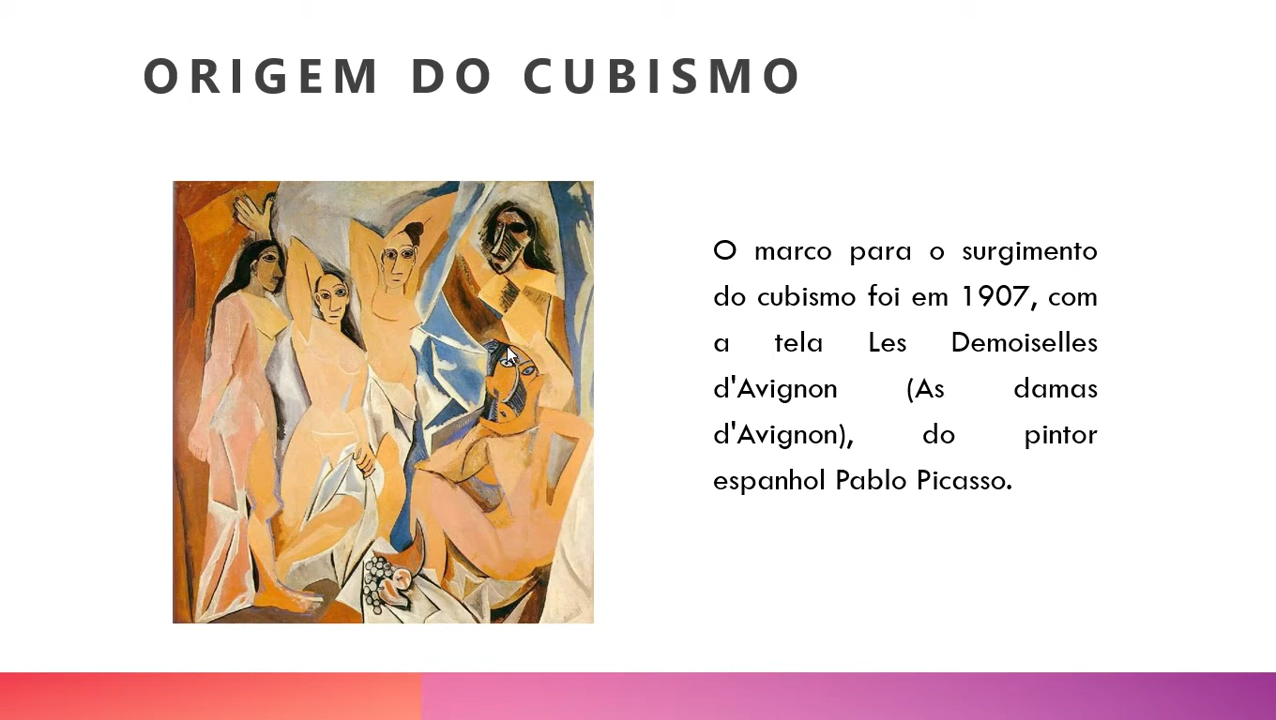 ORIGEM DO CUBISMO
O marco para o surgimento
do cubismo foi em 1907, com
a tela Les Demoiselles
d'Avignon (As damas
d'Avignon), do pintor
espanhol Pablo Picasso.